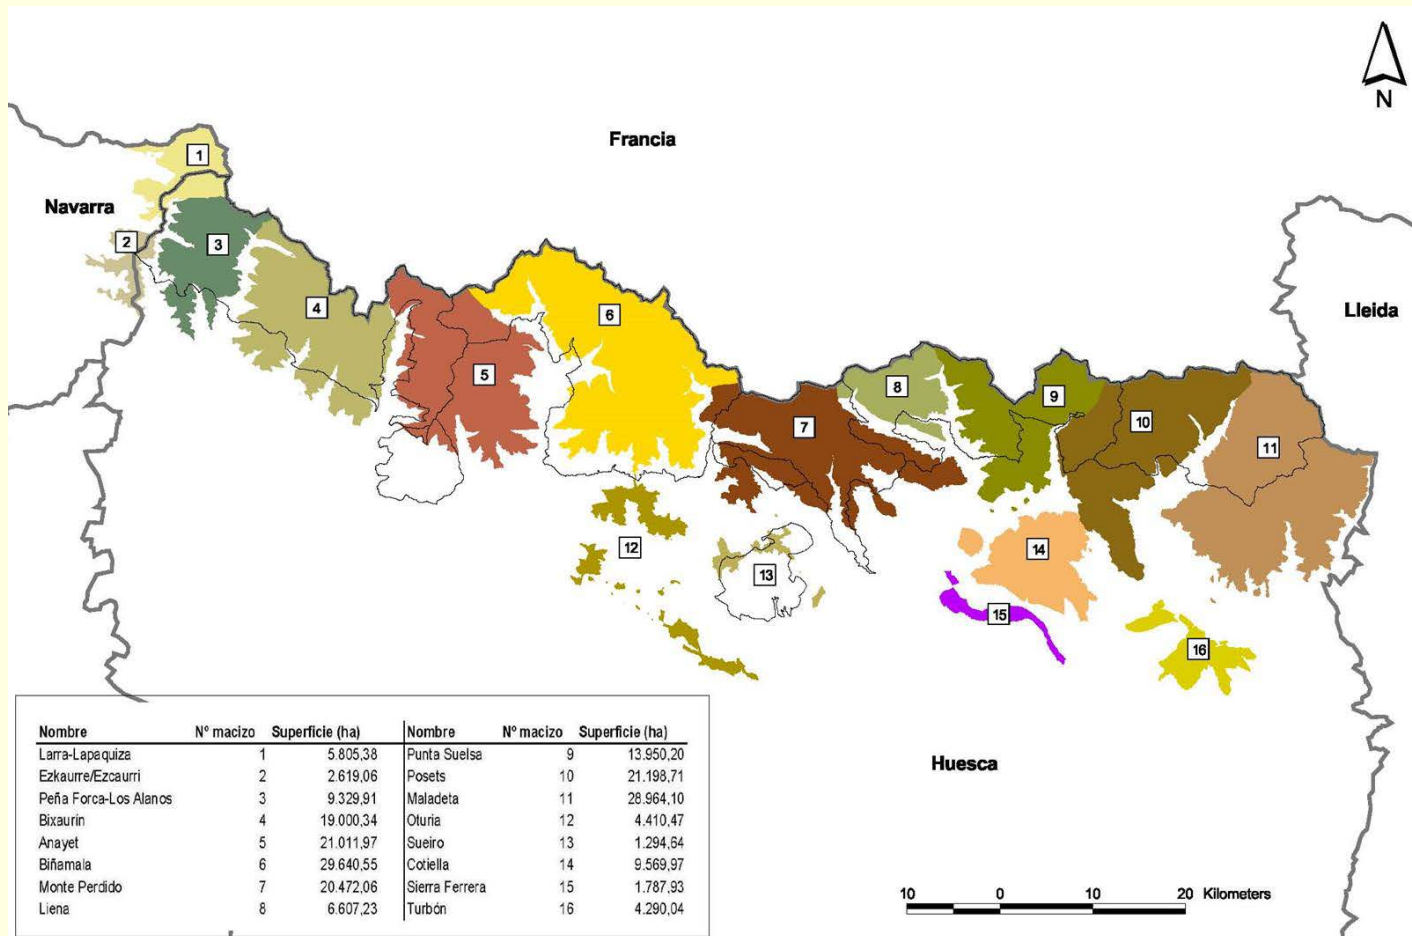 N
Francia
1
Navarra
2
3
Lleida
4
6
5
8
9
7
10
11
12
14
13
15
16
Huesca
Nombre Nº macizo Superficie (ha) Nombre Nº macizo Superficie (ha)
Larra-Lapaquiza 1 5.805,38 Punta Suelsa 9 13.950,20
Ezkaurre/Ezcaurri 2 2.619,06 Posets 10 21.198,71
Peña Forca-Los Alanos 3 9.329,91 Maladeta 11 28.964,10
Bixaurín 4 19.000,34 Oturia 12 4.410,47
Anayet 5 21.011,97 Sueiro 13 1.294,64
Biñamala 6 29.640,55 Cotiella 14 9.569,97
Monte Perdido 7 20.472,06 Sierra Ferrera 15 1.787,93
Liena 8 6.607,23 Turbón 16 4.290,04
10 0 10 20 Kilometers